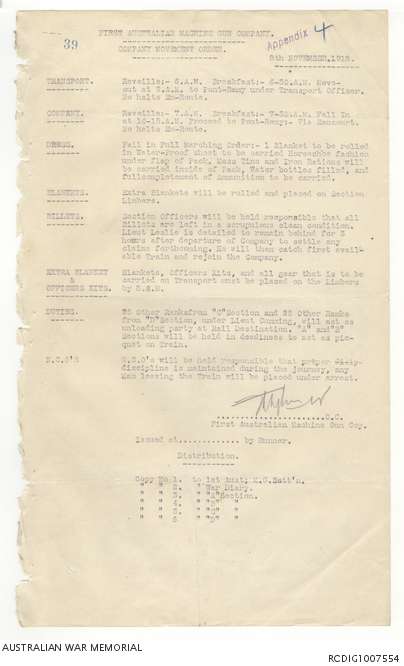 FIRST AUSTRALIAN MACHINE GUN COMPANY.
Appendix 4
39
COMPANY MOVEMENT ORDER.
8th NOVEMBER, 1918.
TRANSPORT. Reveille:- 6.A.M. Breakfast:- 6-30.A.M. Move-
out at 8.A.M. to Pont-Remy under Transport Officer.
No halts En-Route.
COMPANY. Reveille:- 7.A.M. Breakfast:- 7-30.A.M. Fall In
at 10-15.A.M. Proceed to Pont-Remy: Via
No halts En-Route.
DRESS. Fall in Full Marching Order:- 1 Blanket to be rolled
in Water-Proof Sheet to be carried Horseshoe fashion
under flap of Pack, Mess Tins and Iron Rations will
be carried inside of Pack, Water bottles filled, and
full complement of Ammunition to be carried.
BLANKETS. Extra Blankets will be rolled and placed on Section
Limbers.
BILLETS. Section Officers will be held responsible that all
Billets are left in a scrupulous clean condition.
Lieut Leslie is detailed to remain behind for 3
hours after departure of Company to settle any
claims forthcoming. He will then catch first avail-
able Train and rejoin the Company.
EXTRA BLANKET Blankets, Officers Kits, and all gear that is to be
& carried on Transport must be placed on the Limbers
OFFICERS KITS. by
DUTIES. 25 Other Ranks from "C" Section and 25 Other Ranks
from "D" Section, under Lieut Cumming, will act as
unloading party at Rail Destination. "A" and "B"
Sections will be held in readiness to act as pic-
quet on Train.
N.C.O'S N.C.O's will be held responsible that proper
discipline is maintained during the journey, any
Man leaving the Train will be placed under arrest.
....................O.C.
First Australian Machine Gun Coy.
Issued at............ by Runner.
Distribution.
Copy No.1. to 1st Aust; M.G.Batt'n.
" " 2. " War Diary.
" " 3. " "A" Section.
" " 4. " "B" "
" " 5. " "C" "
" " 6 " "D" "
AUSTRALIAN WAR MEMORIAL
RCDIG1007554